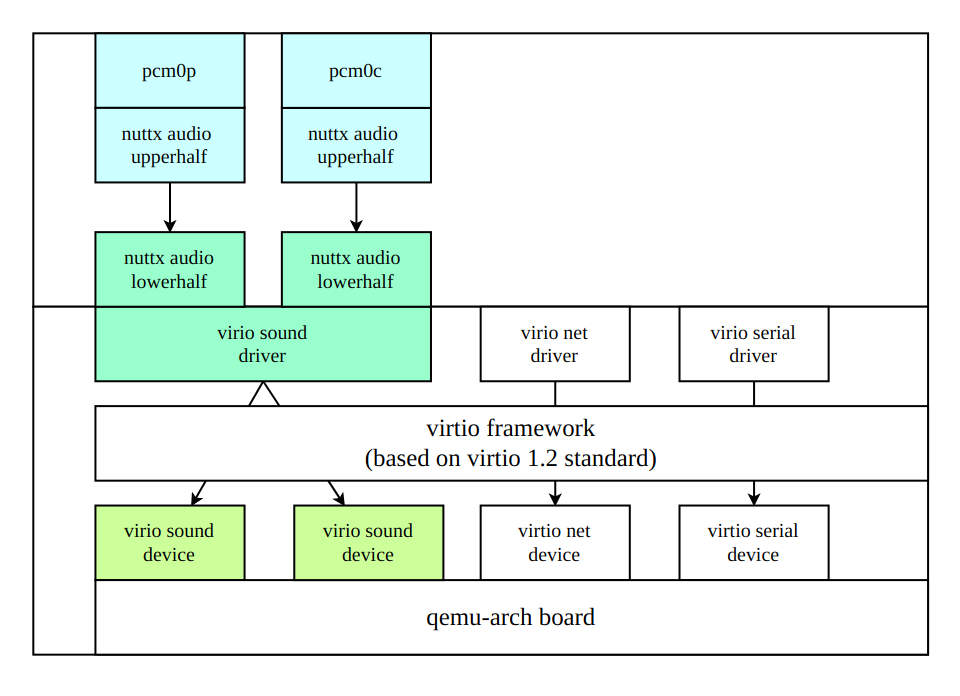 pcm0p
pcm0c
nuttx audio
upperhalf
nuttx audio
upperhalf
nuttx audio
lowerhalf
nuttx audio
lowerhalf
virio sound
driver
virio net
driver
virio serial
driver
virtio framework
(based on virtio 1.2 standard)
virio sound
device
virio sound
device
virtio net
device
virtio serial
device
qemu-arch board